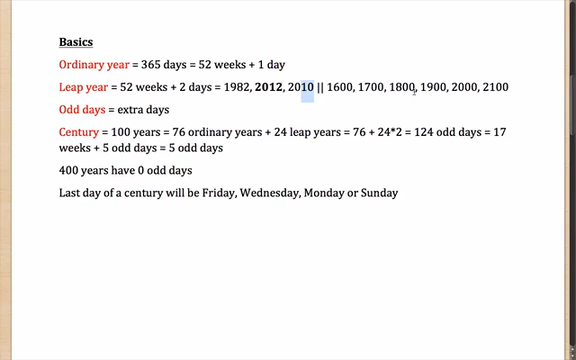 Basics
Ordinary year = 365 days = 52 weeks + 1 day
Leap year = 52 weeks + 2 days = 1982, 2012, 2010 || 1600, 1700, 1800, 1900, 2000, 2100
Odd days = extra days
Century = 100 years = 76 ordinary years + 24 leap years = 76 + 24*2 = 124 odd days = 17
weeks + 5 odd days = 5 odd days
400 years have 0 odd days
Last day of a century will be Friday, Wednesday, Monday or Sunday